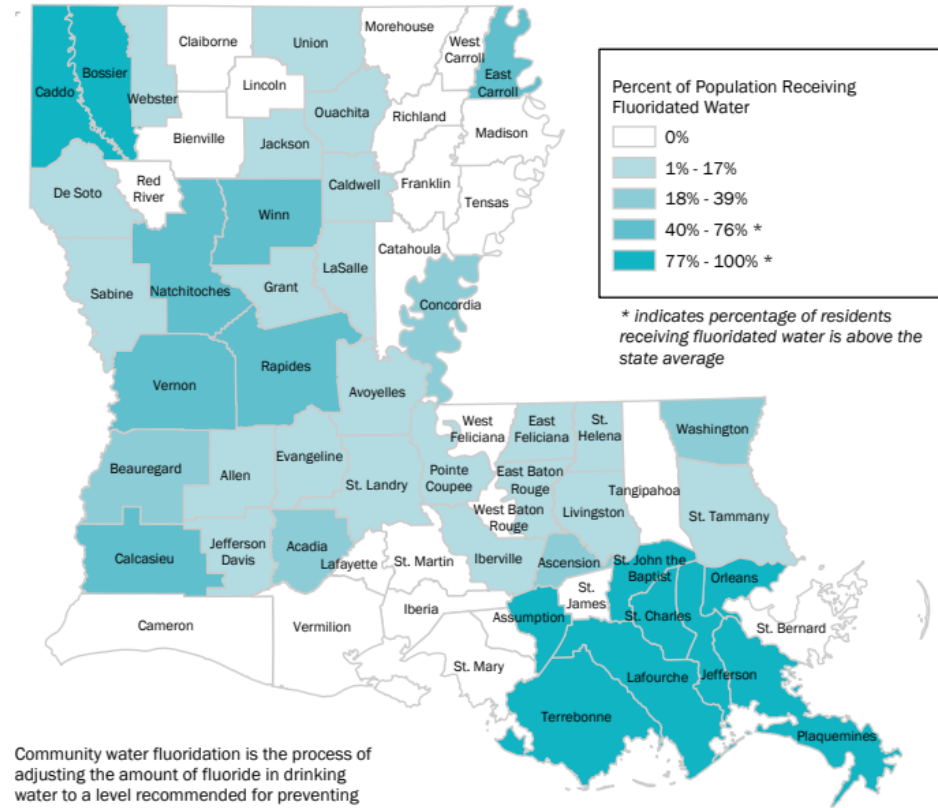 Morehouse
Claiborne
Union
West
Carroll
East
Carroll
Bossier
Caddo
Webster
Lincoln
Ouachita
Richland
Madison
Bienville
Jackson
De Soto
Red
River
Caldwell
Franklin
Tensas
Winn
Catahoula
LaSalle
Sabine
Natchitoches
Grant
Concordia
Vernon
Rapides
Avoyelles
West
Feliciana
East
Feliciana
St.
Helena
Washington
Beauregard
Allen
Evangeline
St. Landry
Pointe
Coupee
East Baton
Rouge
Tangipahoa
West Baton
Rouge
Livingston
St. Tammany
Calcasieu
Jefferson
Davis
Acadia
Lafayette
St. Martin
Iberville
Ascension
St. John the
Baptist
Orleans
St.
James
Cameron
Vermilion
Iberia
Assumption
St. Charles
St. Bernard
St. Mary
Lafourche
Jefferson
Terrebonne
Plaquemines
Percent of Population Receiving
Fluoridated Water
0%
1% - 17%
18% - 39%
40% - 76% *
77% - 100% *
* indicates percentage of residents
receiving fluoridated water is above the
state average
Community water fluoridation is the process of
adjusting the amount of fluoride in drinking
water to a level recommended for preventing